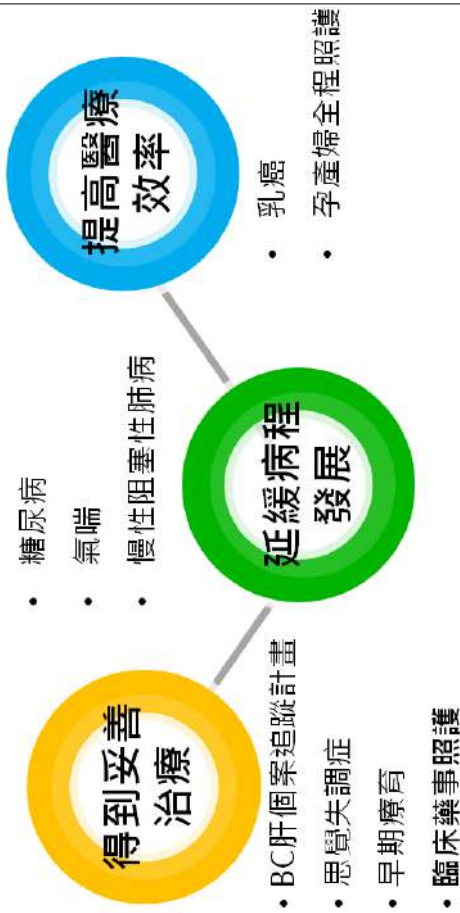 得到妥善
治療
• BC肝個案追蹤計畫
• 思覺失調症
• 早期療育
• 臨床藥事照護
延緩病程
發展
• 糖尿病
• 氣喘
• 慢性阻塞性肺病
提高醫療
效率
• 乳癌
• 孕產婦全程照護